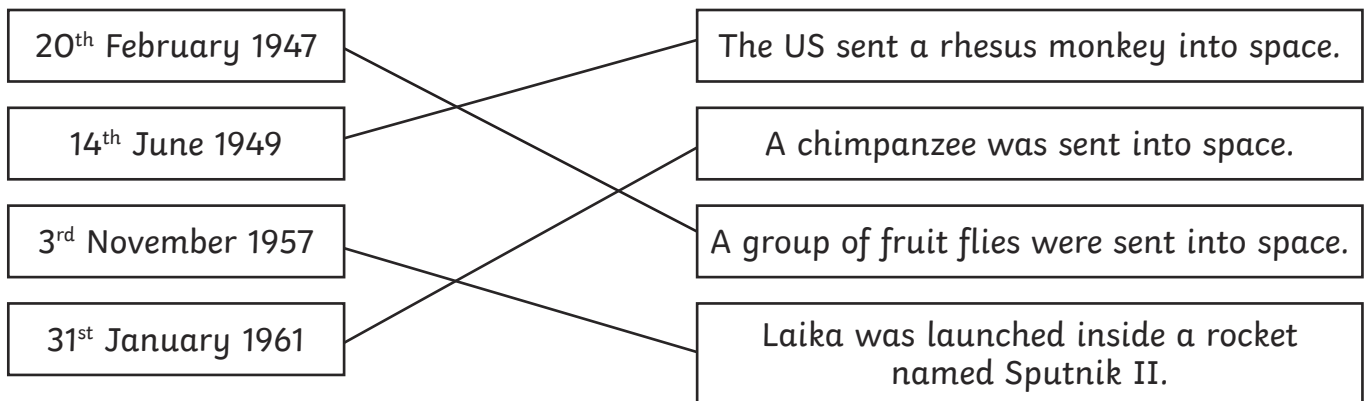 20th February 1947
The US sent a rhesus monkey into space.
14th June 1949
A chimpanzee was sent into space.
3rd November 1957
A group of fruit flies were sent into space.
31st January 1961
Laika was launched inside a rocket
named Sputnik II.